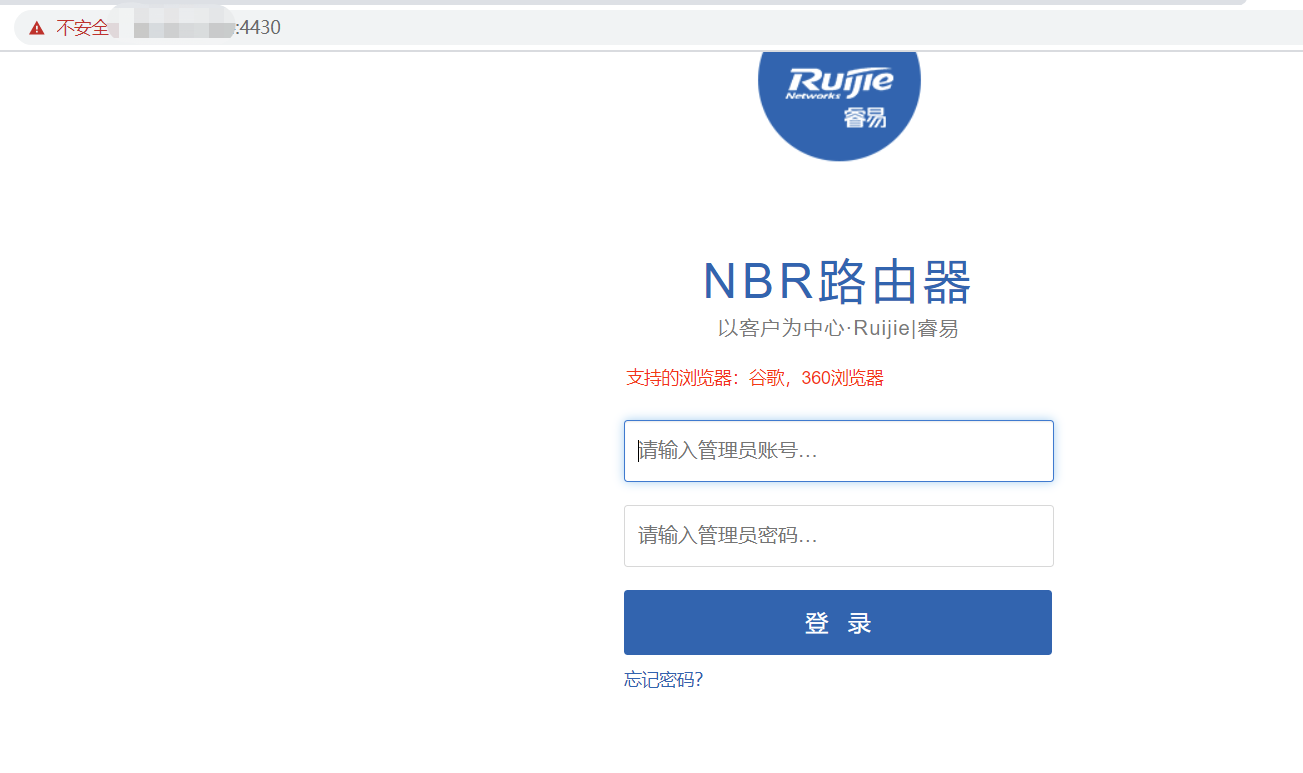 不安全 :4430
Ruijie
Networks
睿易
NBR路由器
以客户为中心·Ruijie|睿易
支持的浏览器：谷歌，360浏览器
请输入管理员账号...
请输入管理员密码...
登 录
忘记密码?